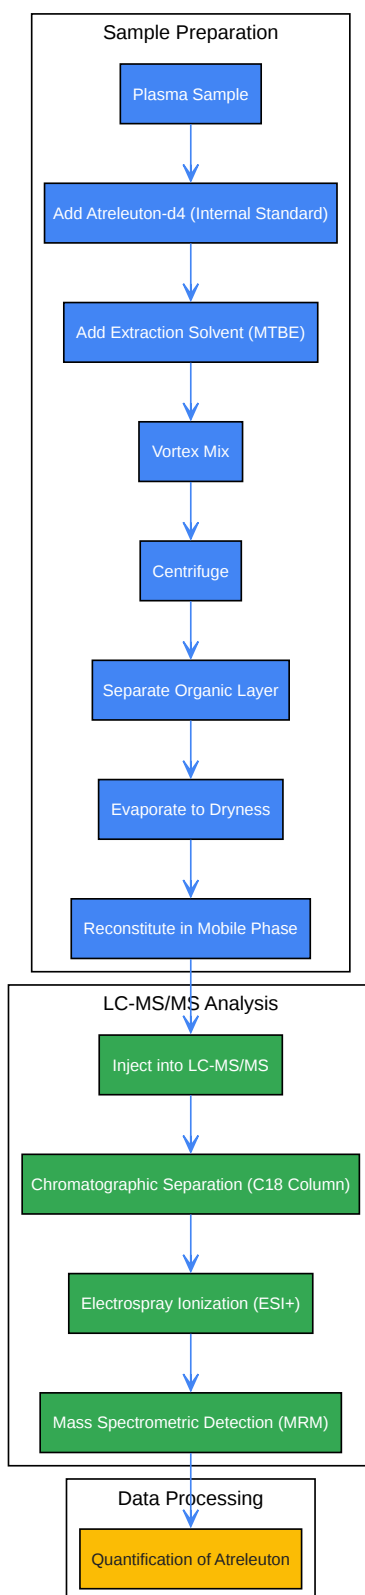 Sample Preparation
Plasma Sample
Add Atreleuton-d4 (Internal Standard)
Add Extraction Solvent (MTBE)
Vortex Mix
Centrifuge
Separate Organic Layer
Evaporate to Dryness
Reconstitute in Mobile Phase
LC-MS/MS Analysis
Inject into LC-MS/MS
Chromatographic Separation (C18 Column)
Electrospray Ionization (ESI+)
Mass Spectrometric Detection (MRM)
Data Processing
Quantification of Atreleuton